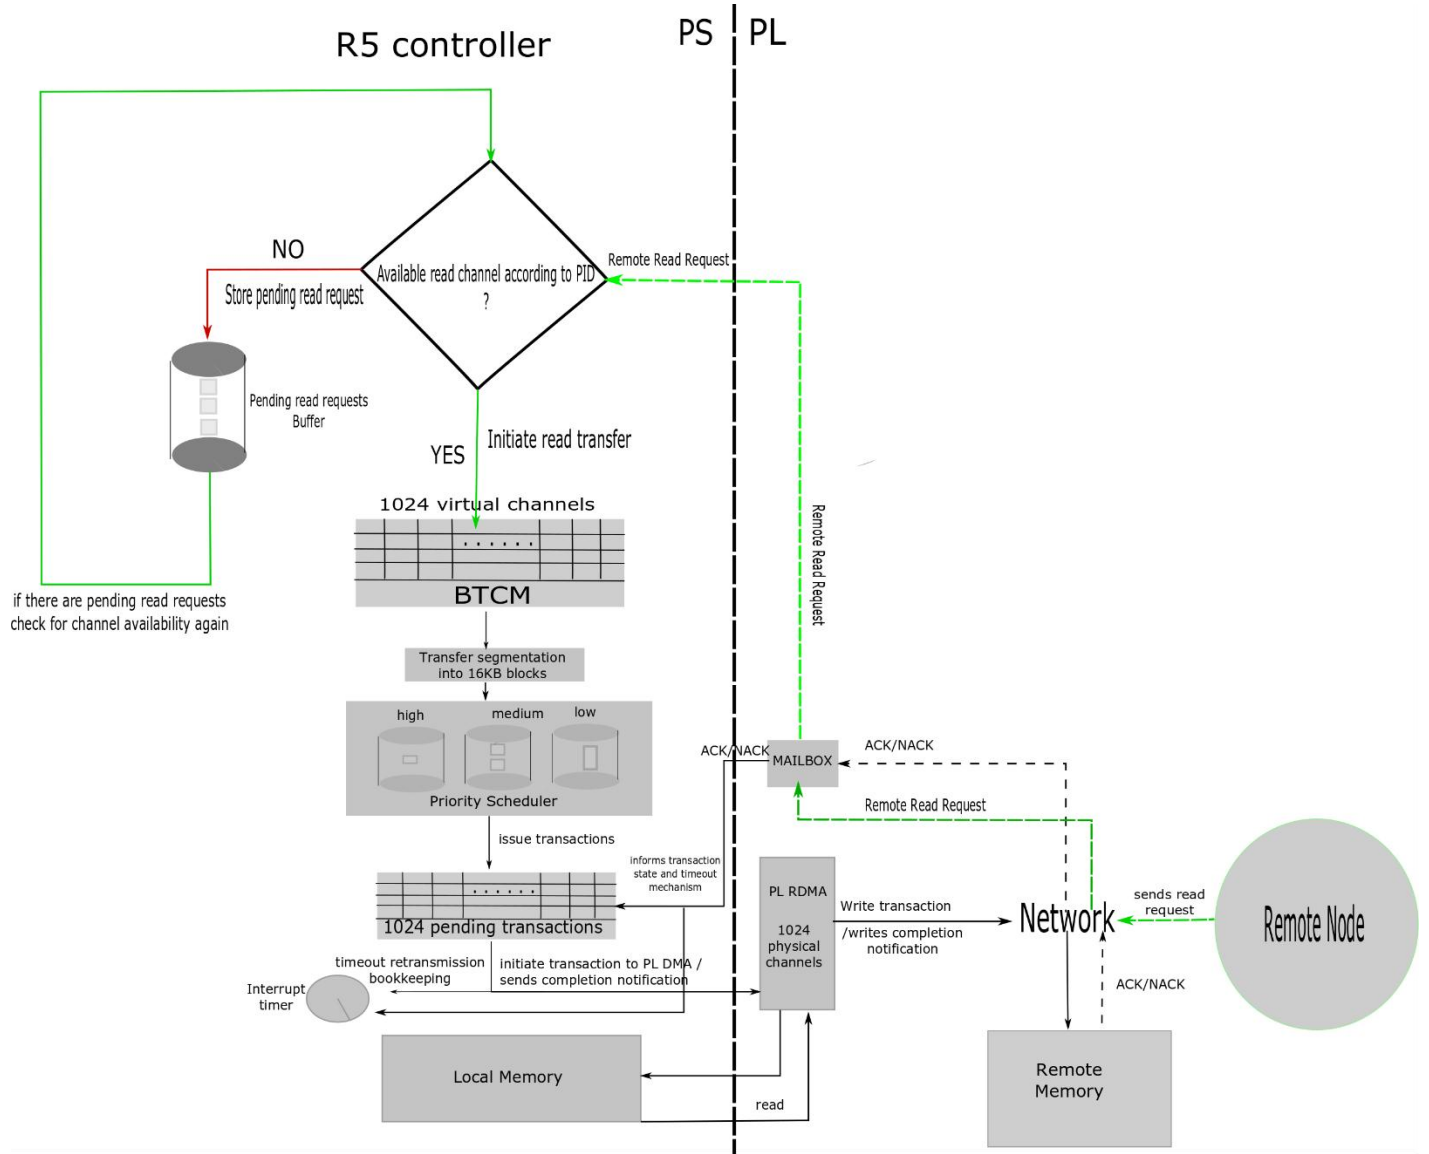 R5 controller
PS
PL
NO
Store pending read request
Available read channel according to PID
?
Remote Read Request
Pending read requests
Buffer
YES
Initiate read transfer
1024 virtual channels
BTCM
if there are pending read requests
check for channel availability again
Remote Read Request
Transfer segmentation
into 16KB blocks
high
medium
low
Priority Scheduler
ACK/NACK
MAILBOX
ACK/NACK
Remote Read Request
issue transactions
informs transaction
state and timeout
mechanism
1024 pending transactions
PL RDMA
1024
physical
channels
Write transaction
/writes completion
notification
Network
sends read
request
Remote Node
timeout retransmission
bookkeeping
initiate transaction to PL DMA /
sends completion notification
Interrupt
timer
ACK/NACK
Local Memory
read
Remote
Memory